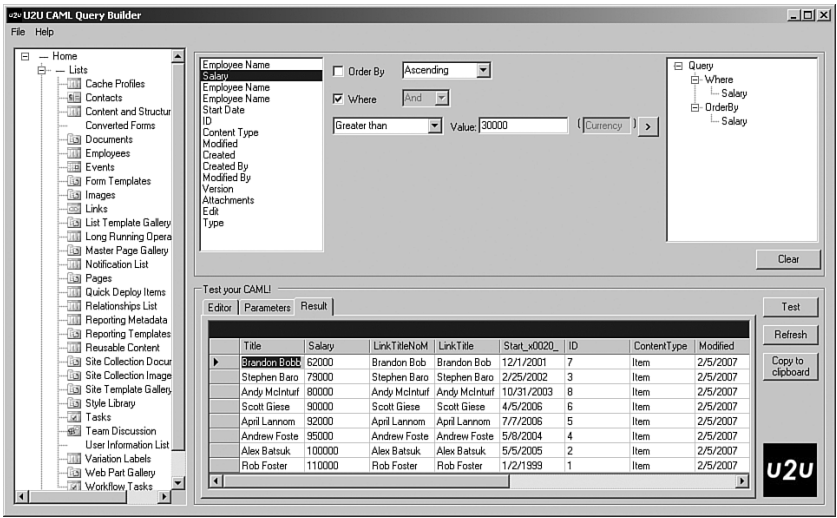 u2u U2U CAML Query Builder
File Help
Home
Lists
Cache Profiles
Contacts
Content and Structur
Converted Forms
Documents
Employees
Events
Form Templates
Images
Links
List Template Gallery
Long Running Opera
Master Page Gallery
Notification List
Pages
Quick Deploy Items
Relationships List
Reporting Metadata
Reporting Templates
Reusable Content
Site Collection Docur
Site Collection Image
Site Template Gallery
Style Library
Tasks
Team Discussion
User Information List
Variation Labels
Web Part Gallery
Workflow Tasks
Employee Name
Salary
Employee Name
Employee Name
Start Date
ID
Content Type
Modified
Created
Created By
Modified By
Version
Attachments
Edit
Type
Order By Ascending
Where And
Greater than Value: 30000 ( Currency ) >
Query
Where
Salary
OrderBy
Salary
Clear
Test your CAML!
Editor Parameters Result
Title Salary LinkTitleNoM LinkTitle Start_x0020_ ID ContentType Modified
Brandon Bobb 62000 Brandon Bob Brandon Bob 12/1/2001 7 Item 2/5/2007
Stephen Baro 79000 Stephen Baro Stephen Baro 2/25/2002 3 Item 2/5/2007
Andy McInturf 80000 Andy McInturf Andy McInturf 10/31/2003 8 Item 2/5/2007
Scott Giese 90000 Scott Giese Scott Giese 4/5/2006 6 Item 2/5/2007
April Lannom 92000 April Lannom April Lannom 7/7/2006 5 Item 2/5/2007
Andrew Foste 95000 Andrew Foste Andrew Foste 5/8/2004 4 Item 2/5/2007
Alex Batsuk 100000 Alex Batsuk Alex Batsuk 5/5/2005 2 Item 2/5/2007
Rob Foster 110000 Rob Foster Rob Foster 1/2/1999 1 Item 2/5/2007
Test
Refresh
Copy to
clipboard
u2u